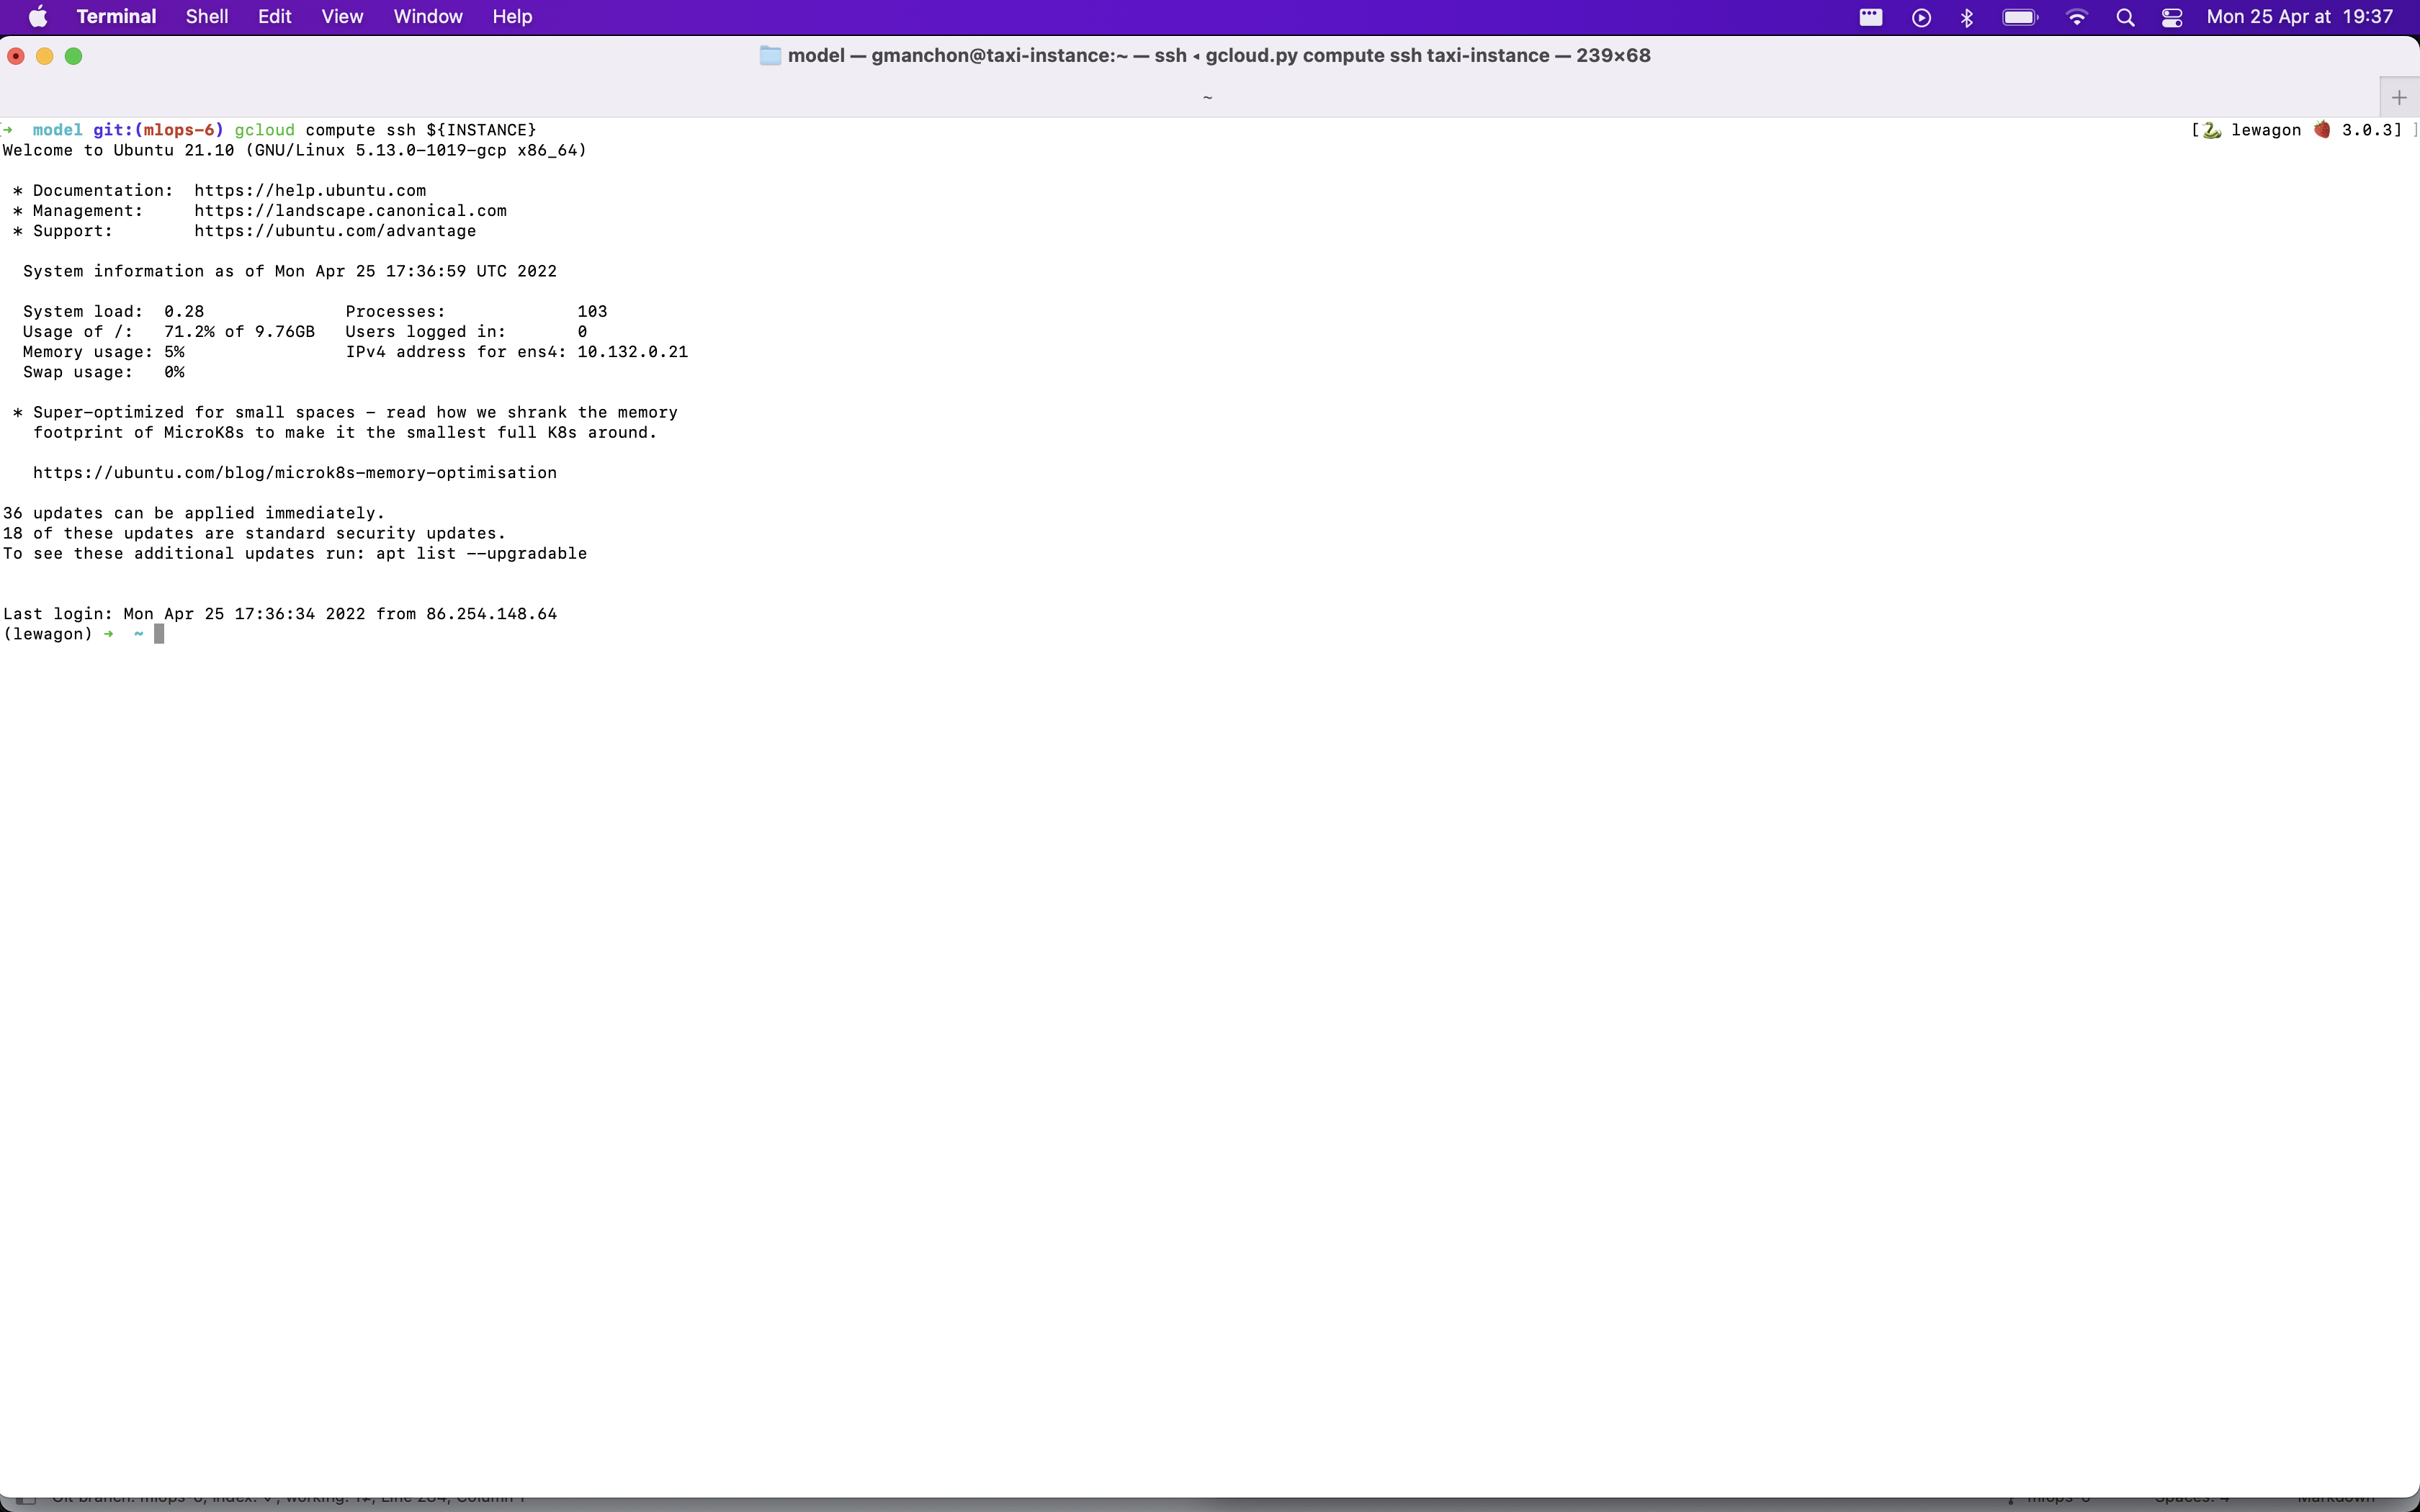 Terminal Shell Edit View Window Help Mon 25 Apr at 19:37
model — gmanchon@taxi-instance:~ — ssh ◂ gcloud.py compute ssh taxi-instance — 239×68
~
➜ model git:(mlops-6) gcloud compute ssh ${INSTANCE} [🐍 lewagon 🍓 3.0.3]
Welcome to Ubuntu 21.10 (GNU/Linux 5.13.0-1019-gcp x86_64)
* Documentation: https://help.ubuntu.com
* Management: https://landscape.canonical.com
* Support: https://ubuntu.com/advantage
System information as of Mon Apr 25 17:36:59 UTC 2022
System load: 0.28 Processes: 103
Usage of /: 71.2% of 9.76GB Users logged in: 0
Memory usage: 5% IPv4 address for ens4: 10.132.0.21
Swap usage: 0%
* Super-optimized for small spaces - read how we shrank the memory
footprint of MicroK8s to make it the smallest full K8s around.
https://ubuntu.com/blog/microk8s-memory-optimisation
36 updates can be applied immediately.
18 of these updates are standard security updates.
To see these additional updates run: apt list --upgradable
Last login: Mon Apr 25 17:36:34 2022 from 86.254.148.64
(lewagon) ➜ ~